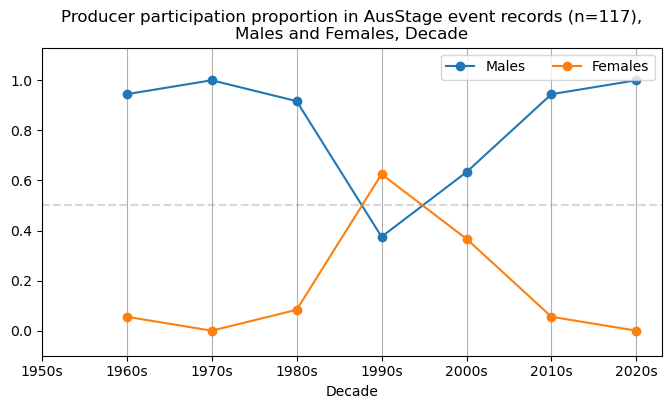 Producer participation proportion in AusStage event records (n=117),
Males and Females, Decade
Males
Females
1.0
0.8
0.6
0.4
0.2
0.0
1950s
1960s
1970s
1980s
1990s
2000s
2010s
2020s
Decade